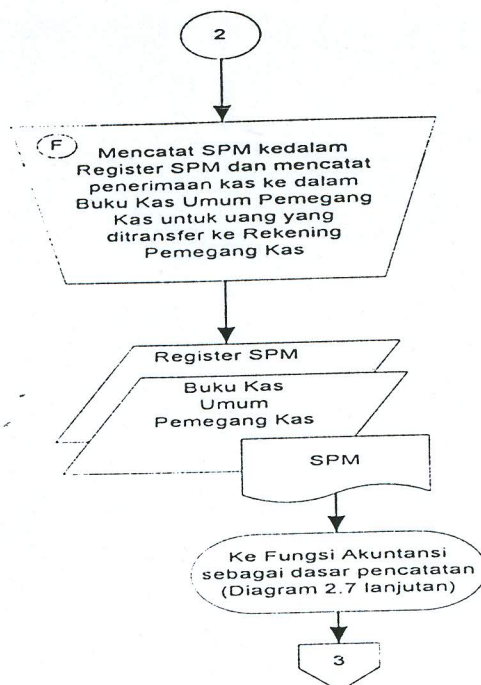 2
F
Mencatat SPM kedalam
Register SPM dan mencatat
penerimaan kas ke dalam
Buku Kas Umum Pemegang
Kas untuk uang yang
ditransfer ke Rekening
Pemegang Kas
Register SPM
Buku Kas
Umum
Pemegang Kas
SPM
Ke Fungsi Akuntansi
sebagai dasar pencatatan
(Diagram 2.7 lanjutan)
3